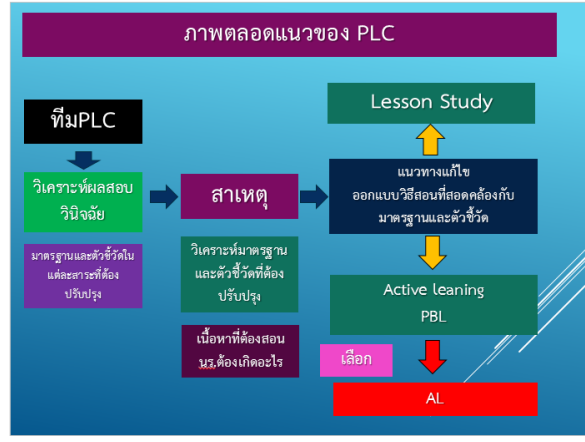 ภาพตลอดแนวของ PLC
Lesson Study
ทีมPLC
แนวทางแก้ไข
ออกแบบวิธีสอนที่สอดคล้องกับ
มาตรฐานและตัวชี้วัด
วิเคราะห์ผลสอบ
วินิจฉัย
สาเหตุ
มาตรฐานและตัวชี้วัดใน
แต่ละสาระที่ต้อง
ปรับปรุง
วิเคราะห์มาตรฐาน
และตัวชี้วัดที่ต้อง
ปรับปรุง
Active leaning
PBL
เนื้อหาที่ต้องสอน
นร.ต้องเกิดอะไร
เลือก
AL